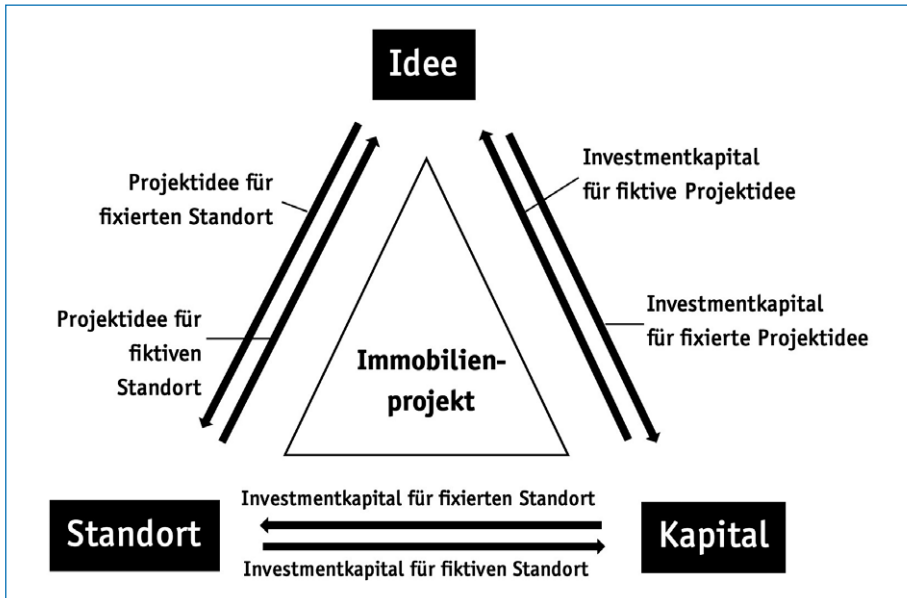 Idee
Projektidee für
fixierten Standort
Investmentkapital
für fiktive Projektidee
Projektidee für
fiktiven
Standort
Investmentkapital
für fixierte Projektidee
Immobilien-
projekt
Standort
Investmentkapital für fixierten Standort
Investmentkapital für fiktiven Standort
Kapital